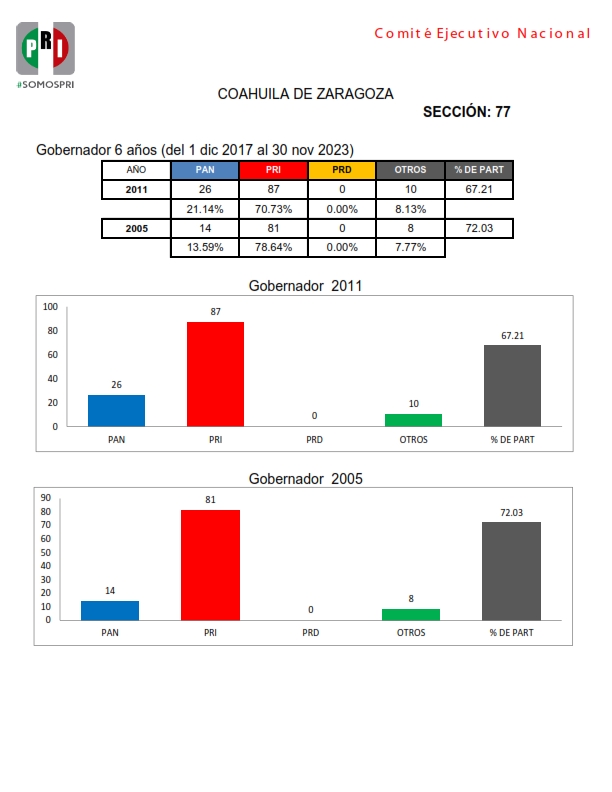 PRI
#SOMOSPRI
Comité Ejecutivo Nacional
COAHUILA DE ZARAGOZA
SECCIÓN: 77
Gobernador 6 años (del 1 dic 2017 al 30 nov 2023)
AÑO PAN PRI PRD OTROS % DE PART
2011 26 87 0 10 67.21
21.14% 70.73% 0.00% 8.13%
2005 14 81 0 8 72.03
13.59% 78.64% 0.00% 7.77%
Gobernador 2011
100
80
60
40
20
0
26 87 0 10 67.21
PAN PRI PRD OTROS % DE PART
Gobernador 2005
90
80
70
60
50
40
30
20
10
0
14 81 0 8 72.03
PAN PRI PRD OTROS % DE PART